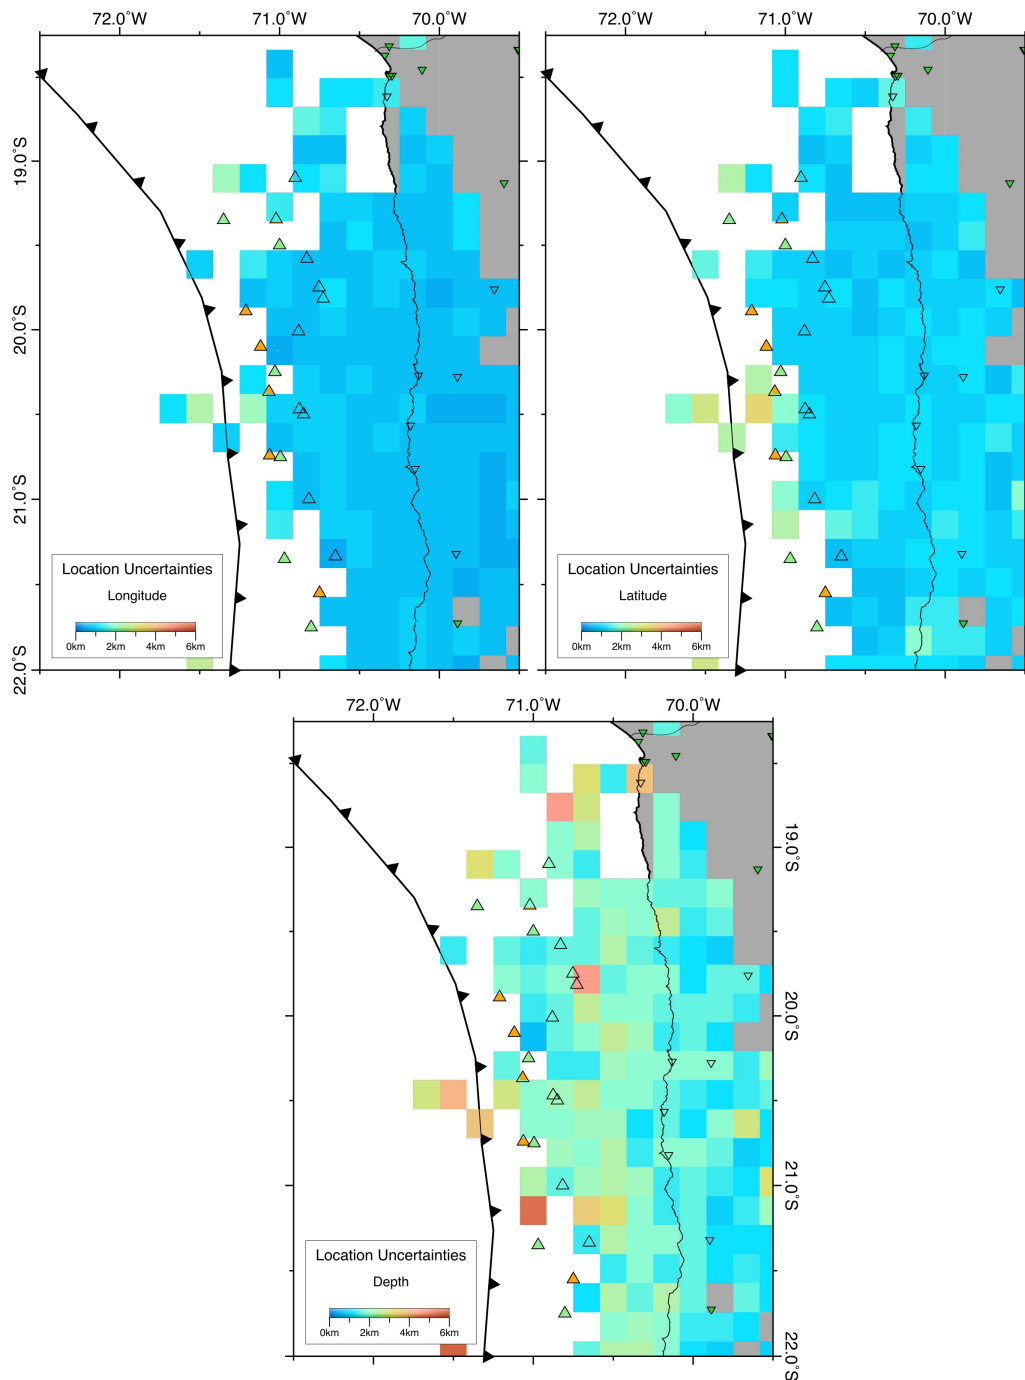 72.0°W 71.0°W 70.0°W
72.0°W 71.0°W 70.0°W
19.0°S
20.0°S
21.0°S
22.0°S
Location Uncertainties
Longitude
0km 2km 4km 6km
Location Uncertainties
Latitude
0km 2km 4km 6km
72.0°W 71.0°W 70.0°W
19.0°S
20.0°S
21.0°S
22.0°S
Location Uncertainties
Depth
0km 2km 4km 6km